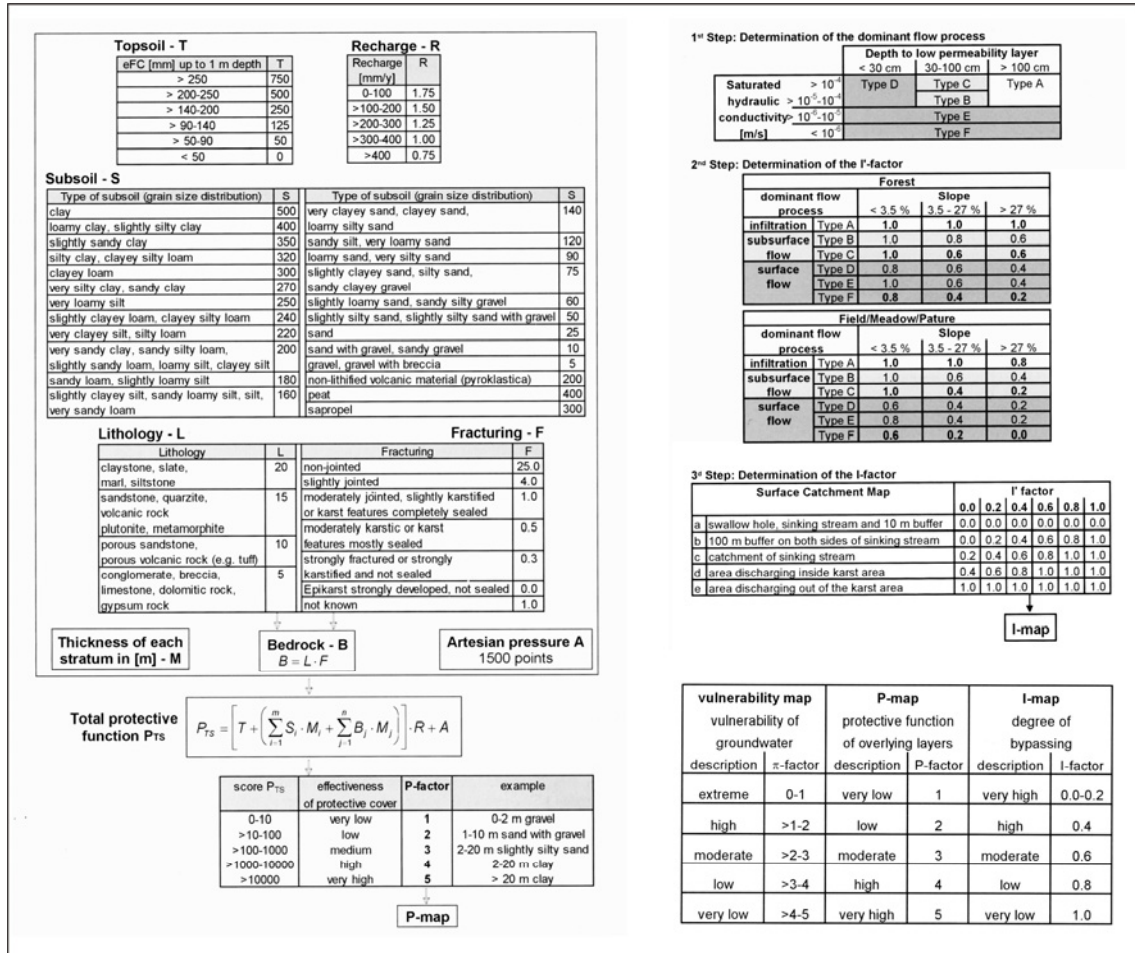 Topsoil - T
eFC [mm] up to 1 m depth T
> 250 750
> 200-250 500
> 140-200 250
> 90-140 125
> 50-90 50
< 50 0
Recharge - R
Recharge R
[mm/y]
0-100 1.75
>100-200 1.50
>200-300 1.25
>300-400 1.00
>400 0.75
Subsoil - S
Type of subsoil (grain size distribution) S
clay 500
loamy clay, slightly silty clay 400
slightly sandy clay 350
silty clay, clayey silty loam 320
clayey loam 300
very silty clay, sandy clay 270
very loamy silt 250
slightly clayey loam, clayey silty loam 240
very clayey silt, silty loam 220
very sandy clay, sandy silty loam, 200
slightly sandy loam, loamy silt, clayey silt
sandy loam, slightly loamy silt 180
slightly clayey silt, sandy loamy silt, silt, 160
very sandy loam
Type of subsoil (grain size distribution) S
very clayey sand, clayey sand, 140
loamy silty sand
sandy silt, very loamy sand 120
loamy sand, very silty sand 90
slightly clayey sand, silty sand, 75
sandy clayey gravel
slightly loamy sand, sandy silty gravel 60
slightly silty sand, slightly silty sand with gravel 50
sand 25
sand with gravel, sandy gravel 10
gravel, gravel with breccia 5
non-lithified volcanic material (pyroklastica) 200
peat 400
sapropel 300
Lithology - L
Lithology L
claystone, slate, 20
marl, siltstone
sandstone, quarzite, 15
volcanic rock
plutonite, metamorphite
porous sandstone, 10
porous volcanic rock (e.g. tuff)
conglomerate, breccia, 5
limestone, dolomitic rock,
gypsum rock
Fracturing - F
Fracturing F
non-jointed 25.0
slightly jointed 4.0
moderately jointed, slightly karstified 1.0
or karst features completely sealed
moderately karstic or karst 0.5
features mostly sealed
strongly fractured or strongly 0.3
karstified and not sealed
Epikarst strongly developed, not sealed 0.0
not known 1.0
Thickness of each
stratum in [m] - M
Bedrock - B
B = L · F
Artesian pressure A
1500 points
Total protective
function PTS
PTS = [T + (∑ i=1 m Si · Mi + ∑ j=1 n Bj · Mj)] · R + A
score PTS effectiveness P-factor example
of protective cover
0-10 very low 1 0-2 m gravel
>10-100 low 2 1-10 m sand with gravel
>100-1000 medium 3 2-20 m slightly silty sand
>1000-10000 high 4 2-20 m clay
>10000 very high 5 > 20 m clay
P-map
1st Step: Determination of the dominant flow process
Depth to low permeability layer
< 30 cm 30-100 cm > 100 cm
Saturated > 10-4 Type D Type C Type A
hydraulic > 10-5-10-4 Type B
conductivity > 10-6-10-5 Type E
[m/s] < 10-6 Type F
2nd Step: Determination of the I'-factor
Forest
dominant flow Slope
process < 3.5 % 3.5 - 27 % > 27 %
infiltration Type A 1.0 1.0 1.0
subsurface Type B 1.0 0.8 0.6
flow Type C 1.0 0.6 0.6
surface Type D 0.8 0.6 0.4
flow Type E 1.0 0.6 0.4
Type F 0.8 0.4 0.2
Field/Meadow/Pature
dominant flow Slope
process < 3.5 % 3.5 - 27 % > 27 %
infiltration Type A 1.0 1.0 0.8
subsurface Type B 1.0 0.6 0.4
flow Type C 1.0 0.4 0.2
surface Type D 0.6 0.4 0.2
flow Type E 0.8 0.4 0.2
Type F 0.6 0.2 0.0
3d Step: Determination of the I-factor
Surface Catchment Map I' factor
0.0 0.2 0.4 0.6 0.8 1.0
a swallow hole, sinking stream and 10 m buffer 0.0 0.0 0.0 0.0 0.0 0.0
b 100 m buffer on both sides of sinking stream 0.0 0.2 0.4 0.6 0.8 1.0
c catchment of sinking stream 0.2 0.4 0.6 0.8 1.0 1.0
d area discharging inside karst area 0.4 0.6 0.8 1.0 1.0 1.0
e area discharging out of the karst area 1.0 1.0 1.0 1.0 1.0 1.0
I-map
vulnerability map P-map I-map
vulnerability of protective function degree of
groundwater of overlying layers bypassing
description π-factor description P-factor description I-factor
extreme 0-1 very low 1 very high 0.0-0.2
high >1-2 low 2 high 0.4
moderate >2-3 moderate 3 moderate 0.6
low >3-4 high 4 low 0.8
very low >4-5 very high 5 very low 1.0